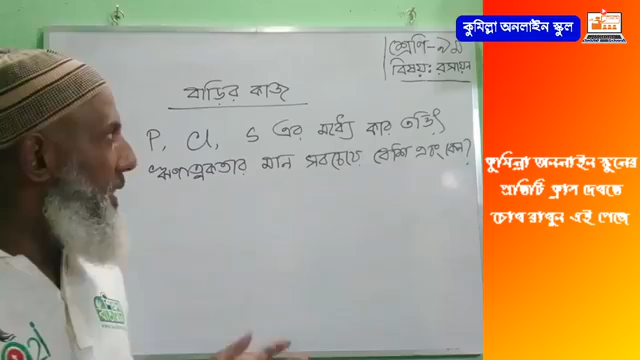 কুমিল্লা অনলাইন স্কুল
শ্রেণি-৯ম
বিষয়: রসায়ন
বাড়ির কাজ
P, Cl, S এর মধ্যে কার তড়িৎ
ঋণাত্মকতার মান সবচেয়ে বেশি এবং কেন?
কুমিল্লা অনলাইন স্কুলের
প্রতিটি ক্লাস দেখতে
চোখ রাখুন এই পেজে